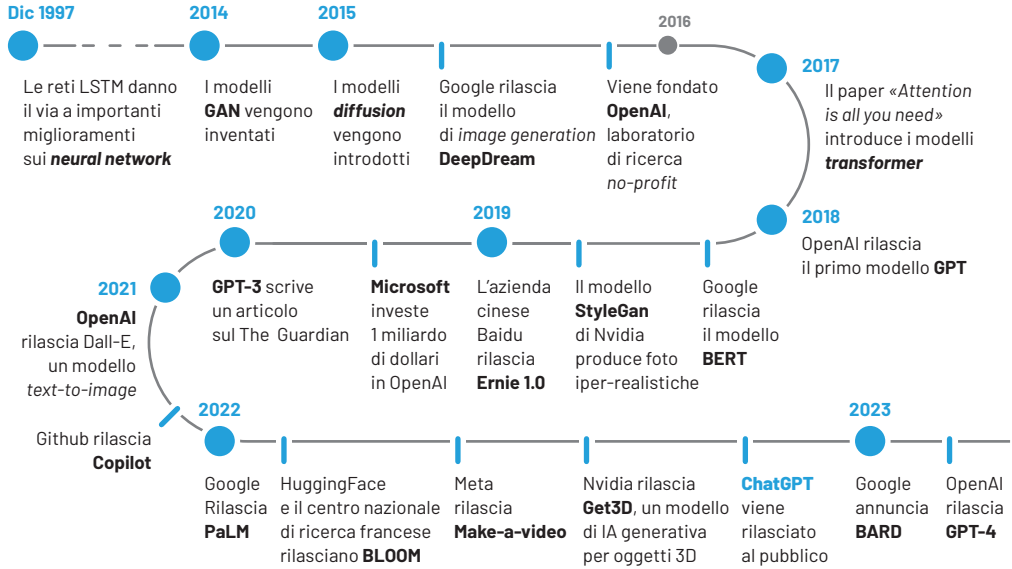 Dic 1997
Le reti LSTM danno
il via a importanti
miglioramenti
sui neural network
2014
I modelli
GAN vengono
inventati
2015
I modelli
diffusion
vengono
introdotti
Google rilascia
il modello
di image generation
DeepDream
Viene fondato
OpenAI,
laboratorio
di ricerca
no-profit
2016
2017
Il paper «Attention
is all you need»
introduce i modelli
transformer
2018
OpenAI rilascia
il primo modello GPT
Google
rilascia
il modello
BERT
Il modello
StyleGan
di Nvidia
produce foto
iper-realistiche
2019
L'azienda
cinese
Baidu
rilascia
Ernie 1.0
Microsoft
investe
1 miliardo
di dollari
in OpenAI
2020
GPT-3 scrive
un articolo
sul The Guardian
2021
OpenAI
rilascia Dall-E,
un modello
text-to-image
Github rilascia
Copilot
2022
Google
Rilascia
PaLM
HuggingFace
e il centro nazionale
di ricerca francese
rilasciano BLOOM
Meta
rilascia
Make-a-video
Nvidia rilascia
Get3D, un modello
di IA generativa
per oggetti 3D
ChatGPT
viene
rilasciato
al pubblico
2023
Google
annuncia
BARD
OpenAI
rilascia
GPT-4